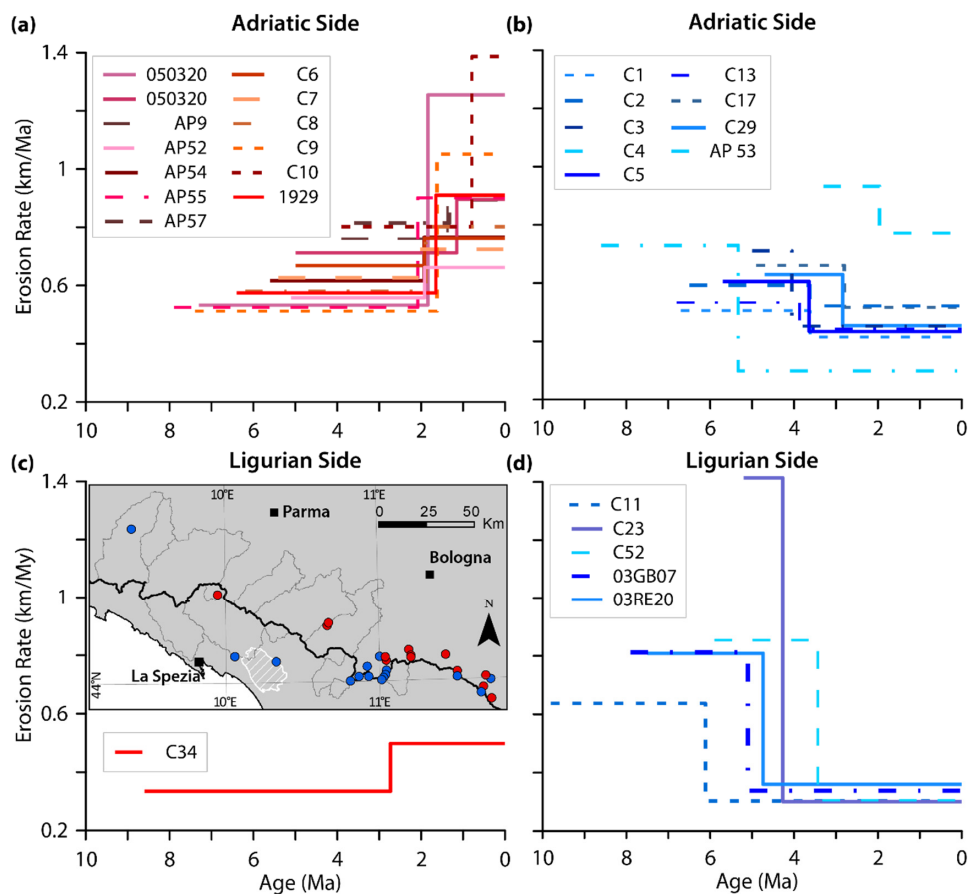 (a) Adriatic Side
1.4
1
0.6
0.2
Erosion Rate (km/Ma)
050320
050320
AP9
AP52
AP54
AP55
AP57
C6
C7
C8
C9
C10
1929
10 8 6 4 2 0
(b) Adriatic Side
C1
C2
C3
C4
C5
C13
C17
C29
AP 53
10 8 6 4 2 0
(c) Ligurian Side
1.4
1
0.6
0.2
Erosion Rate (km/My)
10°E 11°E
Parma
0 25 50
Km
Bologna
N
La Spezia
44°N
10°E 11°E
C34
10 8 6 4 2 0
Age (Ma)
(d) Ligurian Side
C11
C23
C52
03GB07
03RE20
10 8 6 4 2 0
Age (Ma)